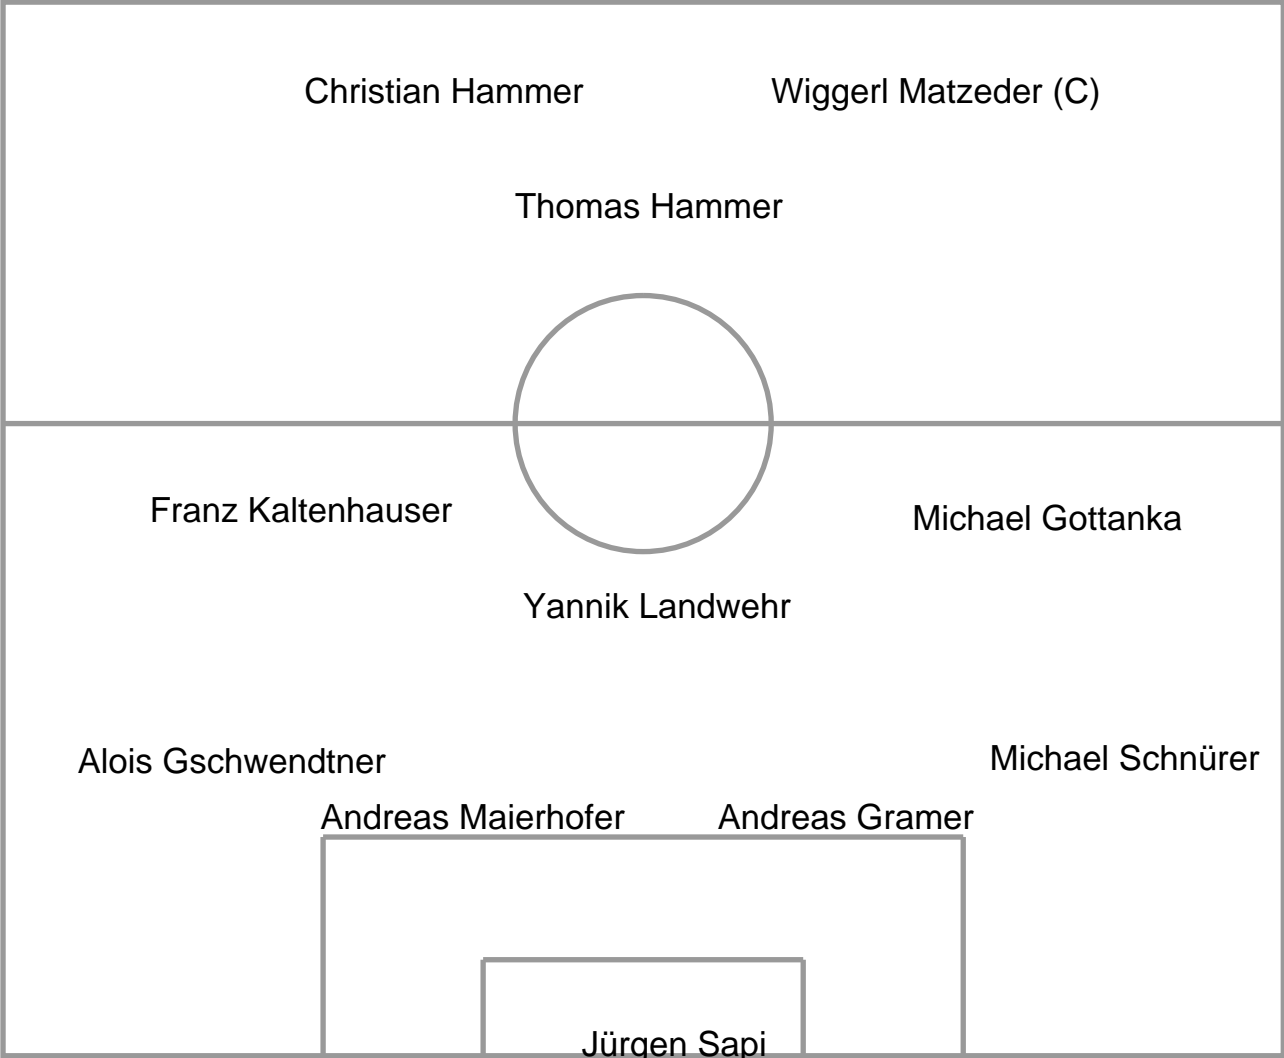 Christian Hammer
Wiggerl Matzeder (C)
Thomas Hammer
Franz Kaltenhauser
Michael Gottanka
Yannik Landwehr
Alois Gschwendtner
Michael Schnürer
Andreas Maierhofer
Andreas Gramer
Jürgen Sapi